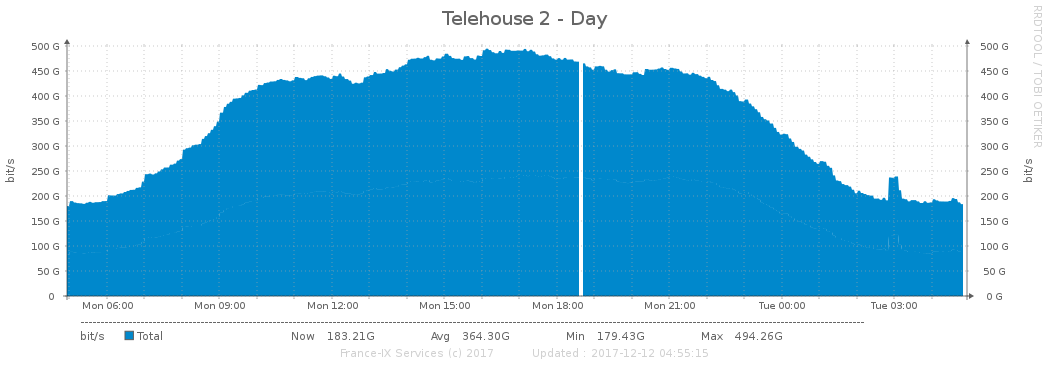 Telehouse 2 - Day
RRDTOOL / TOBI OETIKER
500 G 500 G
450 G 450 G
400 G 400 G
350 G 350 G
300 G 300 G
250 G 250 G
200 G 200 G
150 G 150 G
100 G 100 G
50 G 50 G
0 0 G
bit/s bit/s
Mon 06:00 Mon 09:00 Mon 12:00 Mon 15:00 Mon 18:00 Mon 21:00 Tue 00:00 Tue 03:00
bit/s Total Now 183.21G Avg 364.30G Min 179.43G Max 494.26G
France-IX Services (c) 2017 Updated : 2017-12-12 04:55:15